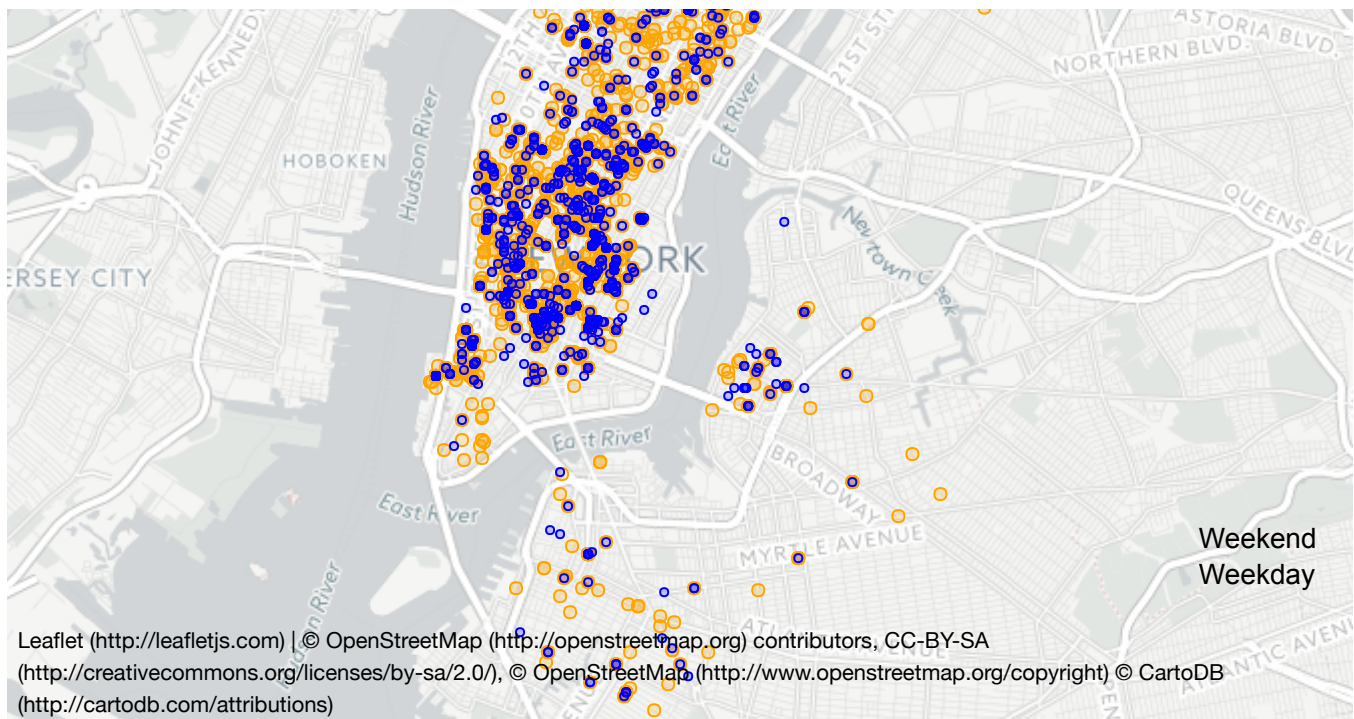 ASTORIA BLVD.
NORTHERN BLVD.
21ST ST
12TH
10TH A
JOHN F. KENNEDY
HOBOKEN
Hudson River
East River
QUEENS BLVD
Newtown Creek
ERSEY CITY
ORK
East River
BROADWAY
East River
MYRTLE AVENUE
Weekend
Weekday
Hudson River
ATLANTIC AVENUE
Leaflet (http://leafletjs.com) | © OpenStreetMap (http://openstreetmap.org) contributors, CC-BY-SA
(http://creativecommons.org/licenses/by-sa/2.0/), © OpenStreetMap (http://www.openstreetmap.org/copyright) © CartoDB
(http://cartodb.com/attributions)
ATLANTIC AVENUE